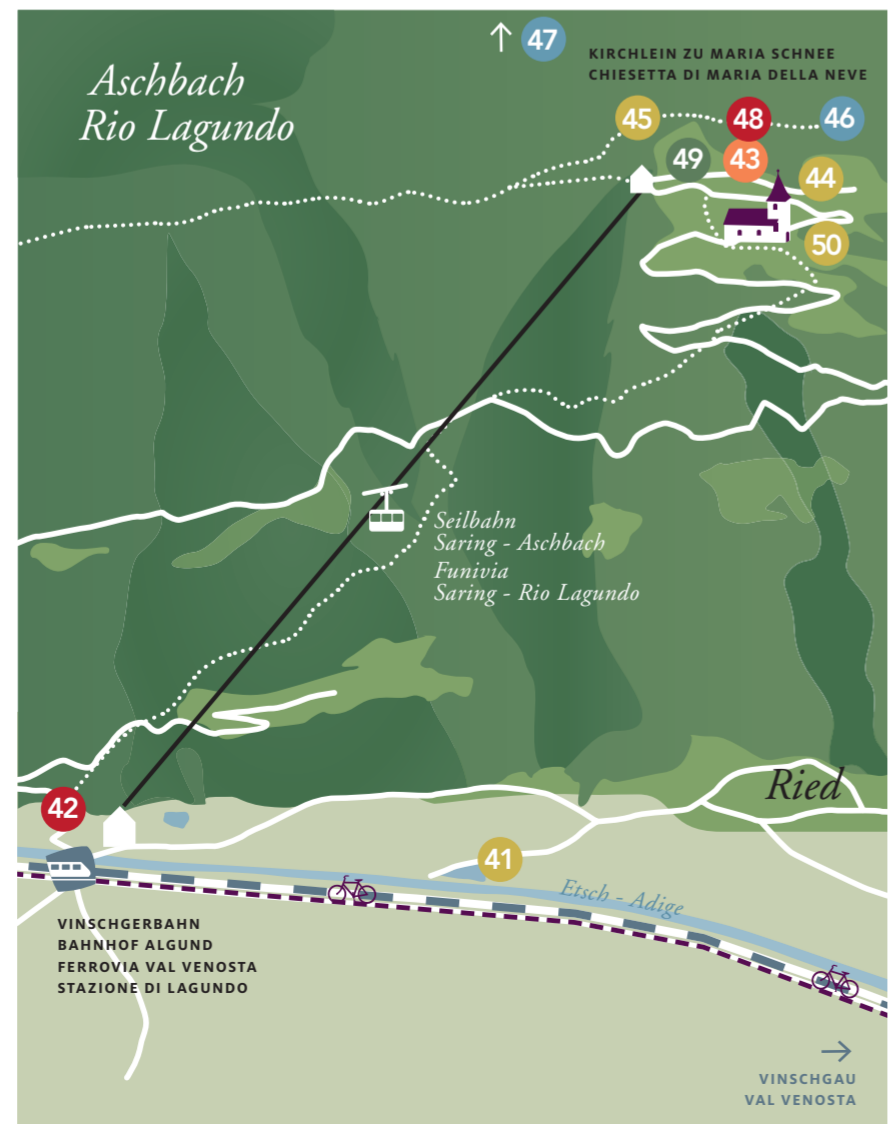 47
KIRCHLEIN ZU MARIA SCHNEE
CHIESETTA DI MARIA DELLA NEVE
Aschbach
Rio Lagundo
45
48
46
49
43
44
50
Seilbahn
Saring - Aschbach
Funivia
Saring - Rio Lagundo
Ried
42
41
Etsch - Adige
VINSCHGERBAHN
BAHNHOF ALGUND
FERROVIA VAL VENOSTA
STAZIONE DI LAGUNDO
VINSCHGAU
VAL VENOSTA